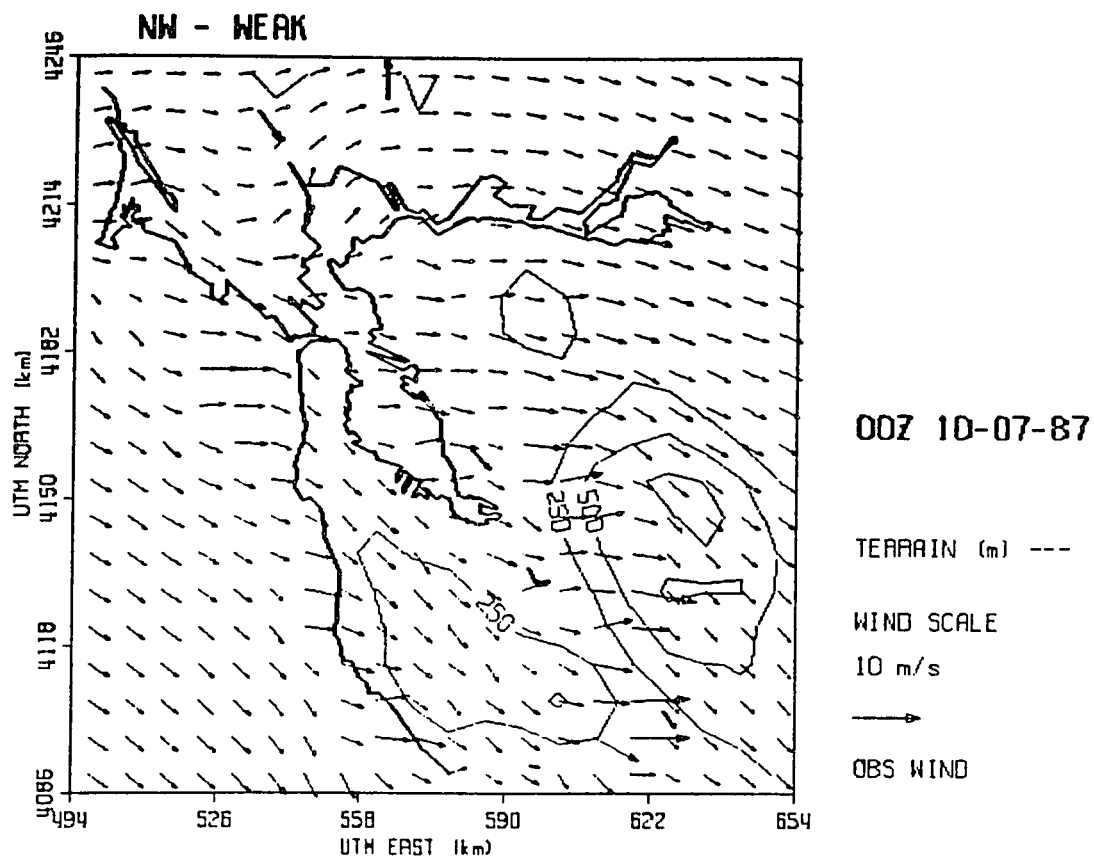 NW - WEAK
4246
4214
4182
4150
4118
4086
UTM NORTH (km)
494
526
558
590
622
654
UTM EAST (km)
250
500
250
00Z 10-07-87
TERRAIN (m) ---
WIND SCALE
10 m/s
OBS WIND